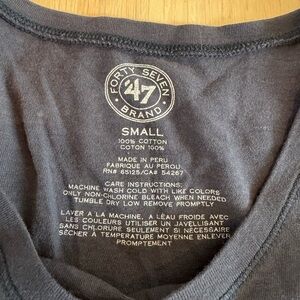 FORTY SEVEN
'47
BRAND
SMALL
100% COTTON
COTON 100%
MADE IN PERU
FABRIQUE AU PEROU
RN# 65125/CA# 54267
CARE INSTRUCTIONS:
MACHINE WASH COLD WITH LIKE COLORS
ONLY NON-CHLORINE BLEACH WHEN NEEDED
TUMBLE DRY LOW REMOVE PROMPTLY
LAVER A LA MACHINE, A LEAU FROIDE AVEC
LES COULEURS UTILISER UN JAVELLISANT
SANS CHLORURE SEULEMENT SI NECESSAIRE
SÉCHER À TEMPERATURE MOYENNE ENLEVER
PROMPTEMENT